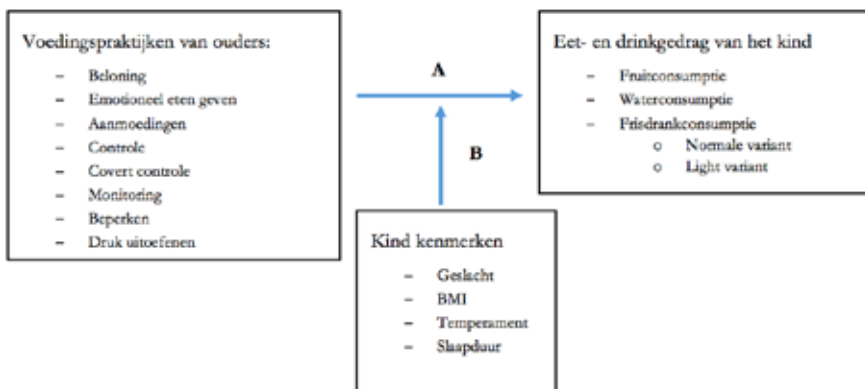 Voedingspraktijken van ouders:
– Beloning
– Emotioneel eten geven
– Aanmoedingen
– Controle
– Covert controle
– Monitoring
– Beperken
– Druk uitoefenen
A
B
Eet- en drinkgedrag van het kind
– Fruitconsumptie
– Waterconsumptie
– Frisdrankconsumptie
o Normale variant
o Light variant
Kind kenmerken
– Geslacht
– BMI
– Temperament
– Slaapduur